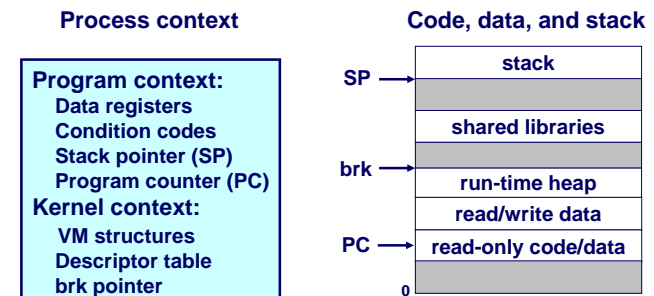 Process context
Program context:
Data registers
Condition codes
Stack pointer (SP)
Program counter (PC)
Kernel context:
VM structures
Descriptor table
brk pointer
Code, data, and stack
stack
SP
shared libraries
brk
run-time heap
read/write data
PC
read-only code/data
0